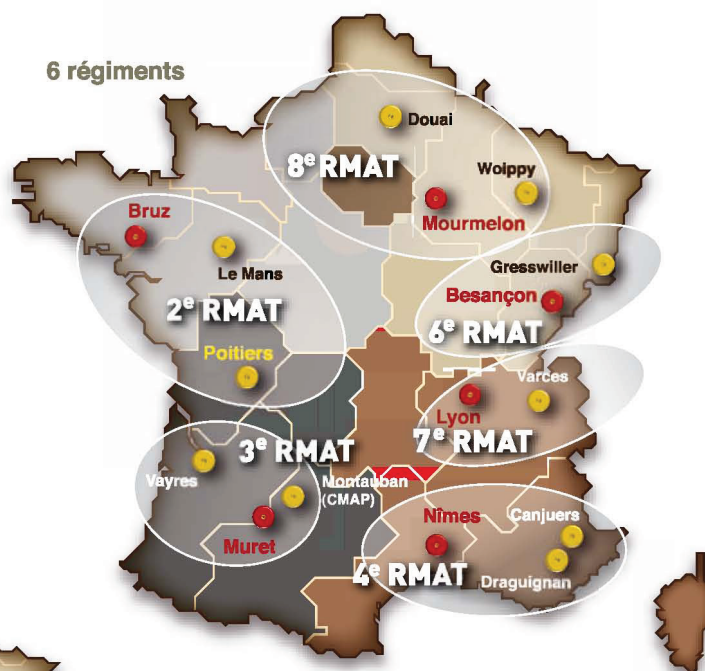 6 régiments
Douai
8e RMAT
Woippy
Mourmelon
Bruz
Le Mans
2e RMAT
Poitiers
Gresswiller
Besançon
6e RMAT
Varces
Lyon
7e RMAT
3e RMAT
Vayres
Montauban
(CMAP)
Muret
Nîmes
Canjuers
4e RMAT
Draguignan